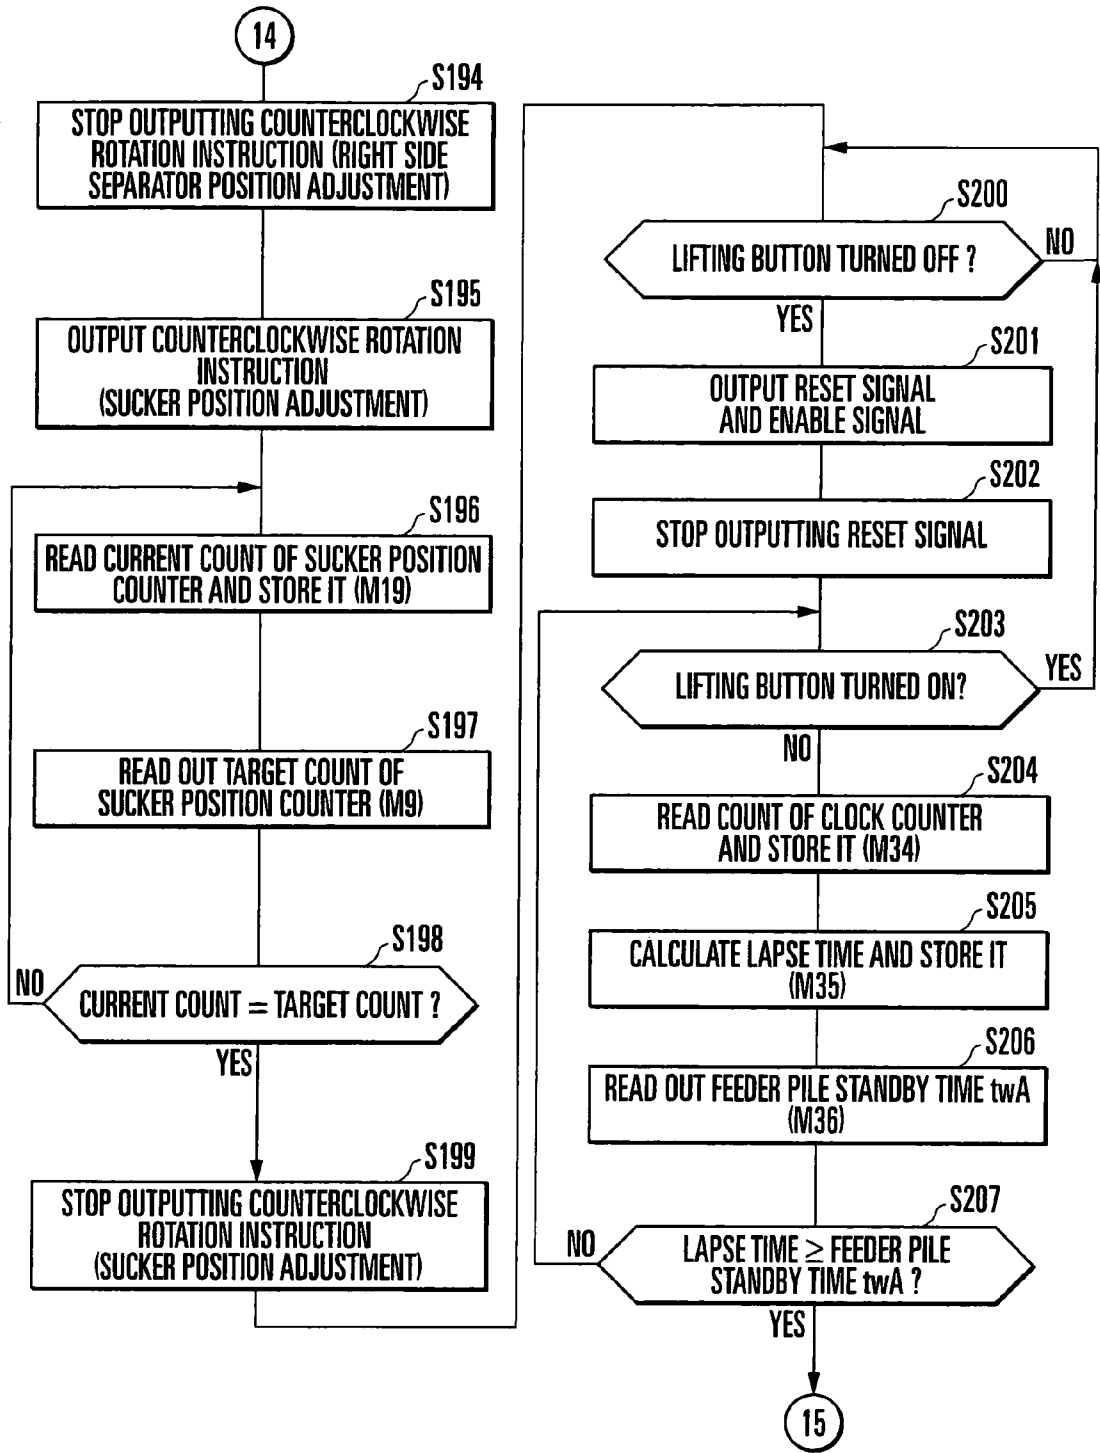 14
S194
STOP OUTPUTTING COUNTERCLOCKWISE
ROTATION INSTRUCTION (RIGHT SIDE
SEPARATOR POSITION ADJUSTMENT)
S195
OUTPUT COUNTERCLOCKWISE ROTATION
INSTRUCTION
(SUCKER POSITION ADJUSTMENT)
S196
READ CURRENT COUNT OF SUCKER POSITION
COUNTER AND STORE IT (M19)
S197
READ OUT TARGET COUNT OF
SUCKER POSITION COUNTER (M9)
S198
NO
CURRENT COUNT = TARGET COUNT ?
YES
S199
STOP OUTPUTTING COUNTERCLOCKWISE
ROTATION INSTRUCTION
(SUCKER POSITION ADJUSTMENT)
S200
LIFTING BUTTON TURNED OFF ?
NO
YES
S201
OUTPUT RESET SIGNAL
AND ENABLE SIGNAL
S202
STOP OUTPUTTING RESET SIGNAL
S203
LIFTING BUTTON TURNED ON?
YES
NO
S204
READ COUNT OF CLOCK COUNTER
AND STORE IT (M34)
S205
CALCULATE LAPSE TIME AND STORE IT
(M35)
S206
READ OUT FEEDER PILE STANDBY TIME twA
(M36)
S207
NO
LAPSE TIME ≥ FEEDER PILE
STANDBY TIME twA ?
YES
15